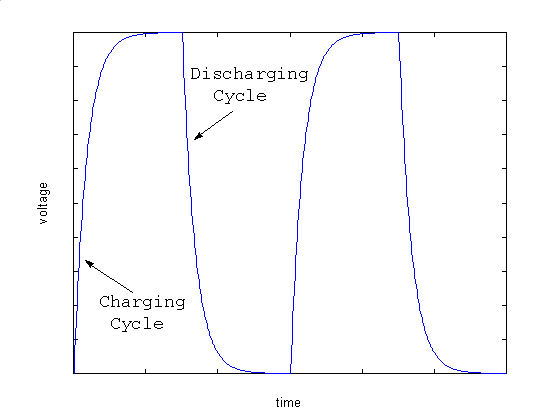 Discharging
Cycle
voltage
Charging
Cycle
time